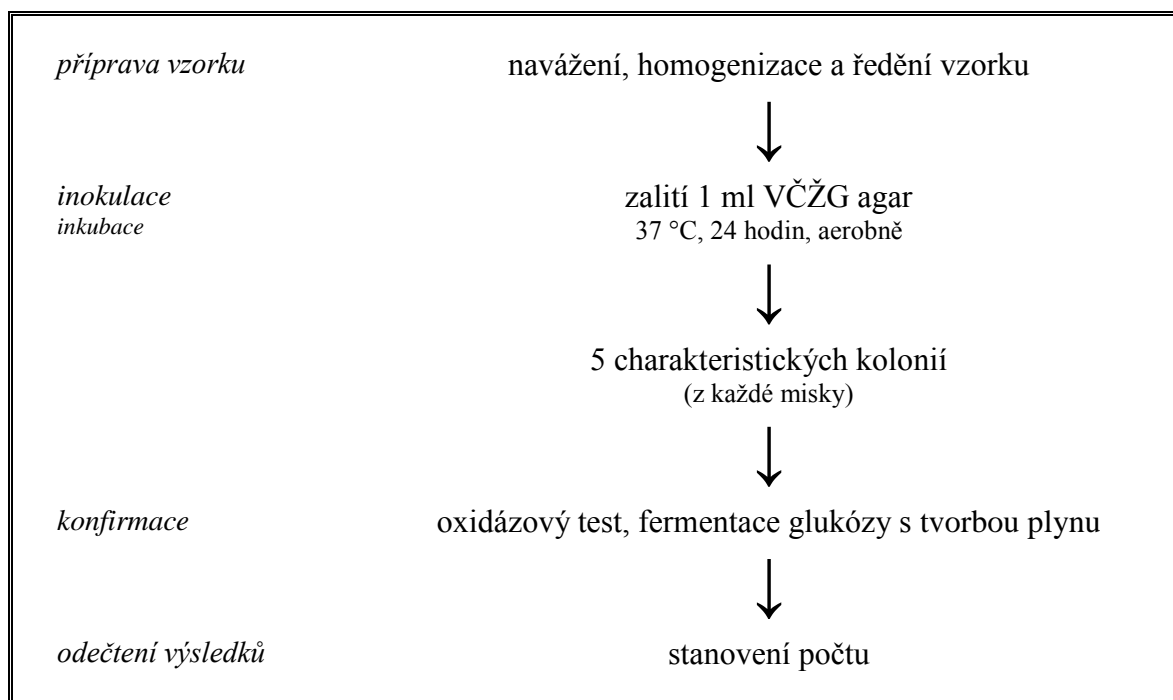 příprava vzorku
navážení, homogenizace a ředění vzorku
inokulace
zalití 1 ml VČŽG agar
inkubace
37 °C, 24 hodin, aerobně
5 charakteristických kolonií
(z každé misky)
konfirmace
oxidázový test, fermentace glukózy s tvorbou plynu
odečtení výsledků
stanovení počtu